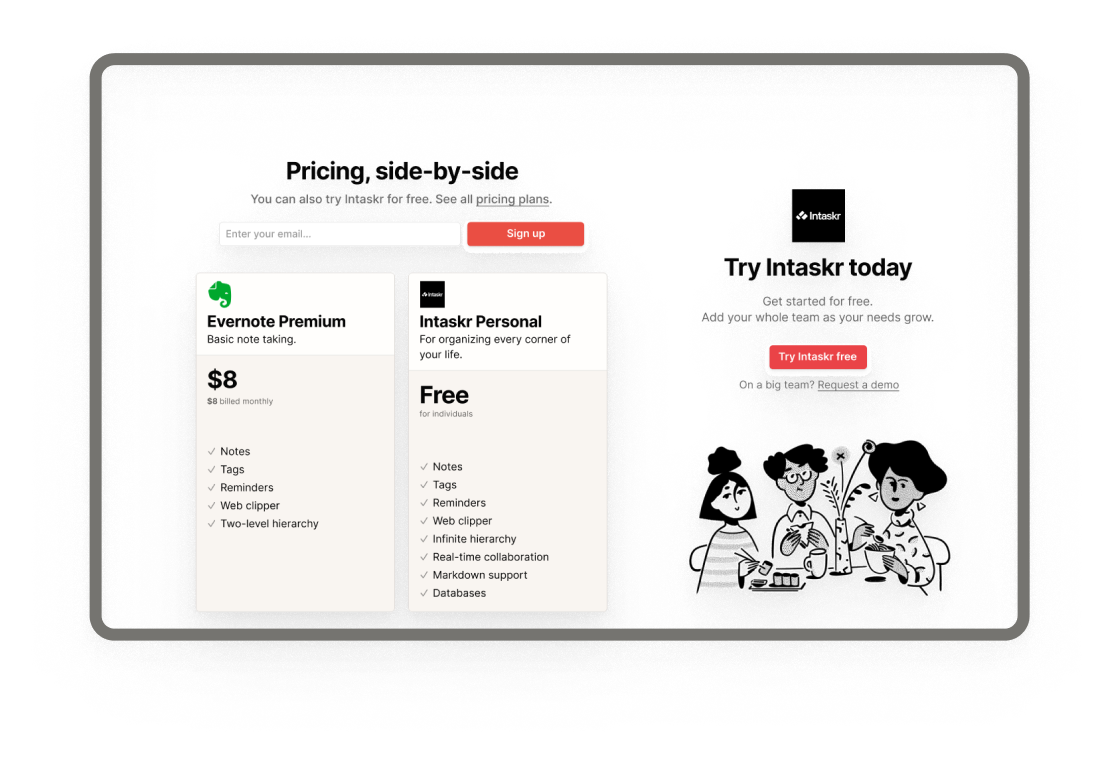 Pricing, side-by-side
You can also try Intaskr for free. See all pricing plans.
Enter your email...
Sign up
Evernote Premium
Basic note taking.
$8
$8 billed monthly
✓ Notes
✓ Tags
✓ Reminders
✓ Web clipper
✓ Two-level hierarchy
Intaskr
Intaskr Personal
For organizing every corner of
your life.
Free
for individuals
✓ Notes
✓ Tags
✓ Reminders
✓ Web clipper
✓ Infinite hierarchy
✓ Real-time collaboration
✓ Markdown support
✓ Databases
Intaskr
Try Intaskr today
Get started for free.
Add your whole team as your needs grow.
Try Intaskr free
On a big team? Request a demo